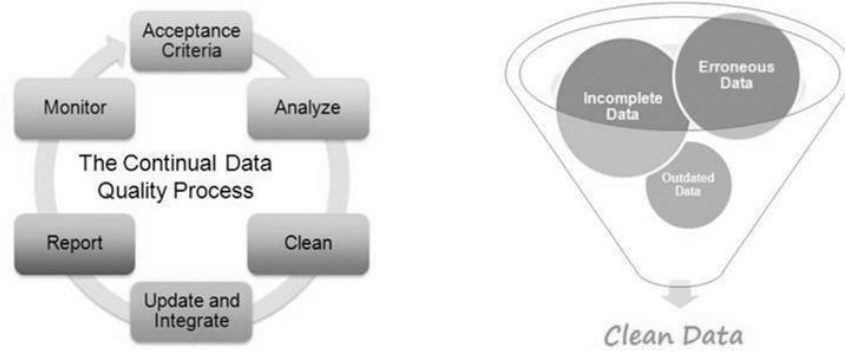 Acceptance
Criteria
Analyze
Clean
Update and
Integrate
Report
Monitor
The Continual Data
Quality Process
Incomplete
Data
Erroneous
Data
Outdated
Data
Clean Data